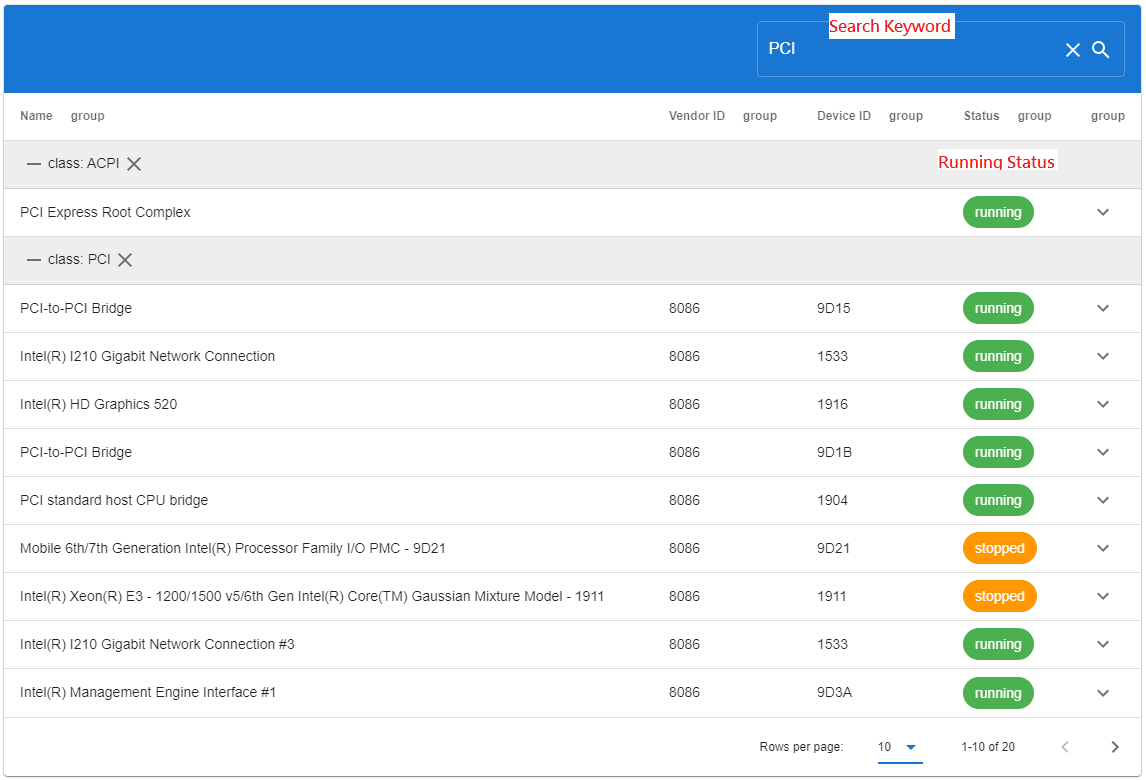 Search Keyword
PCI
Name group Vendor ID group Device ID group Status group group
class: ACPI
Running Status
PCI Express Root Complex running
class: PCI
PCI-to-PCI Bridge 8086 9D15 running
Intel(R) I210 Gigabit Network Connection 8086 1533 running
Intel(R) HD Graphics 520 8086 1916 running
PCI-to-PCI Bridge 8086 9D1B running
PCI standard host CPU bridge 8086 1904 running
Mobile 6th/7th Generation Intel(R) Processor Family I/O PMC - 9D21 8086 9D21 stopped
Intel(R) Xeon(R) E3 - 1200/1500 v5/6th Gen Intel(R) Core(TM) Gaussian Mixture Model - 1911 8086 1911 stopped
Intel(R) I210 Gigabit Network Connection #3 8086 1533 running
Intel(R) Management Engine Interface #1 8086 9D3A running
Rows per page: 10 1-10 of 20